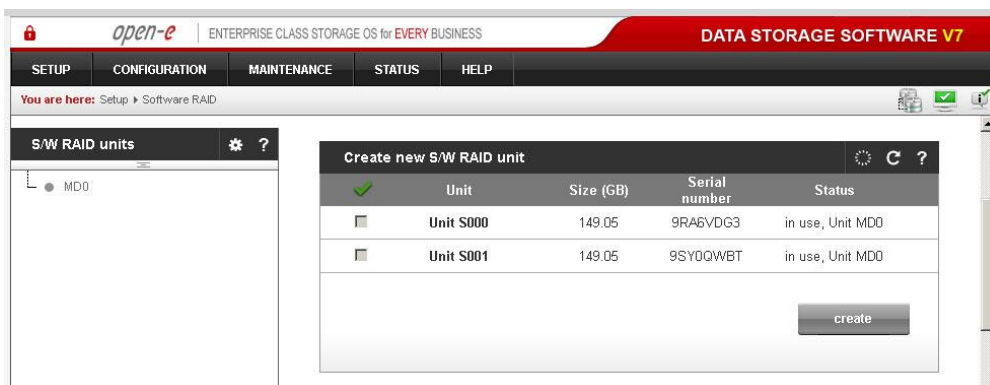 open-e ENTERPRISE CLASS STORAGE OS for EVERY BUSINESS DATA STORAGE SOFTWARE V7
SETUP CONFIGURATION MAINTENANCE STATUS HELP
You are here: Setup Software RAID
S/W RAID units ?
MD0
Create new S/W RAID unit ?
Unit Size (GB) Serial number Status
Unit S000 149.05 9RA6VDG3 in use, Unit MD0
Unit S001 149.05 9SY0QWBT in use, Unit MD0
create